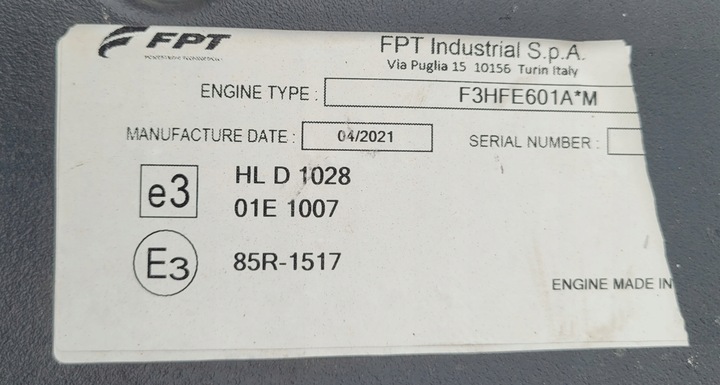 FPT
FPT Industrial S.p.A.
Via Puglia 15 10156 Turin Italy
ENGINE TYPE : F3HFE601A*M
MANUFACTURE DATE : 04/2021
SERIAL NUMBER :
e3 HL D 1028
01E 1007
E3 85R-1517
ENGINE MADE IN